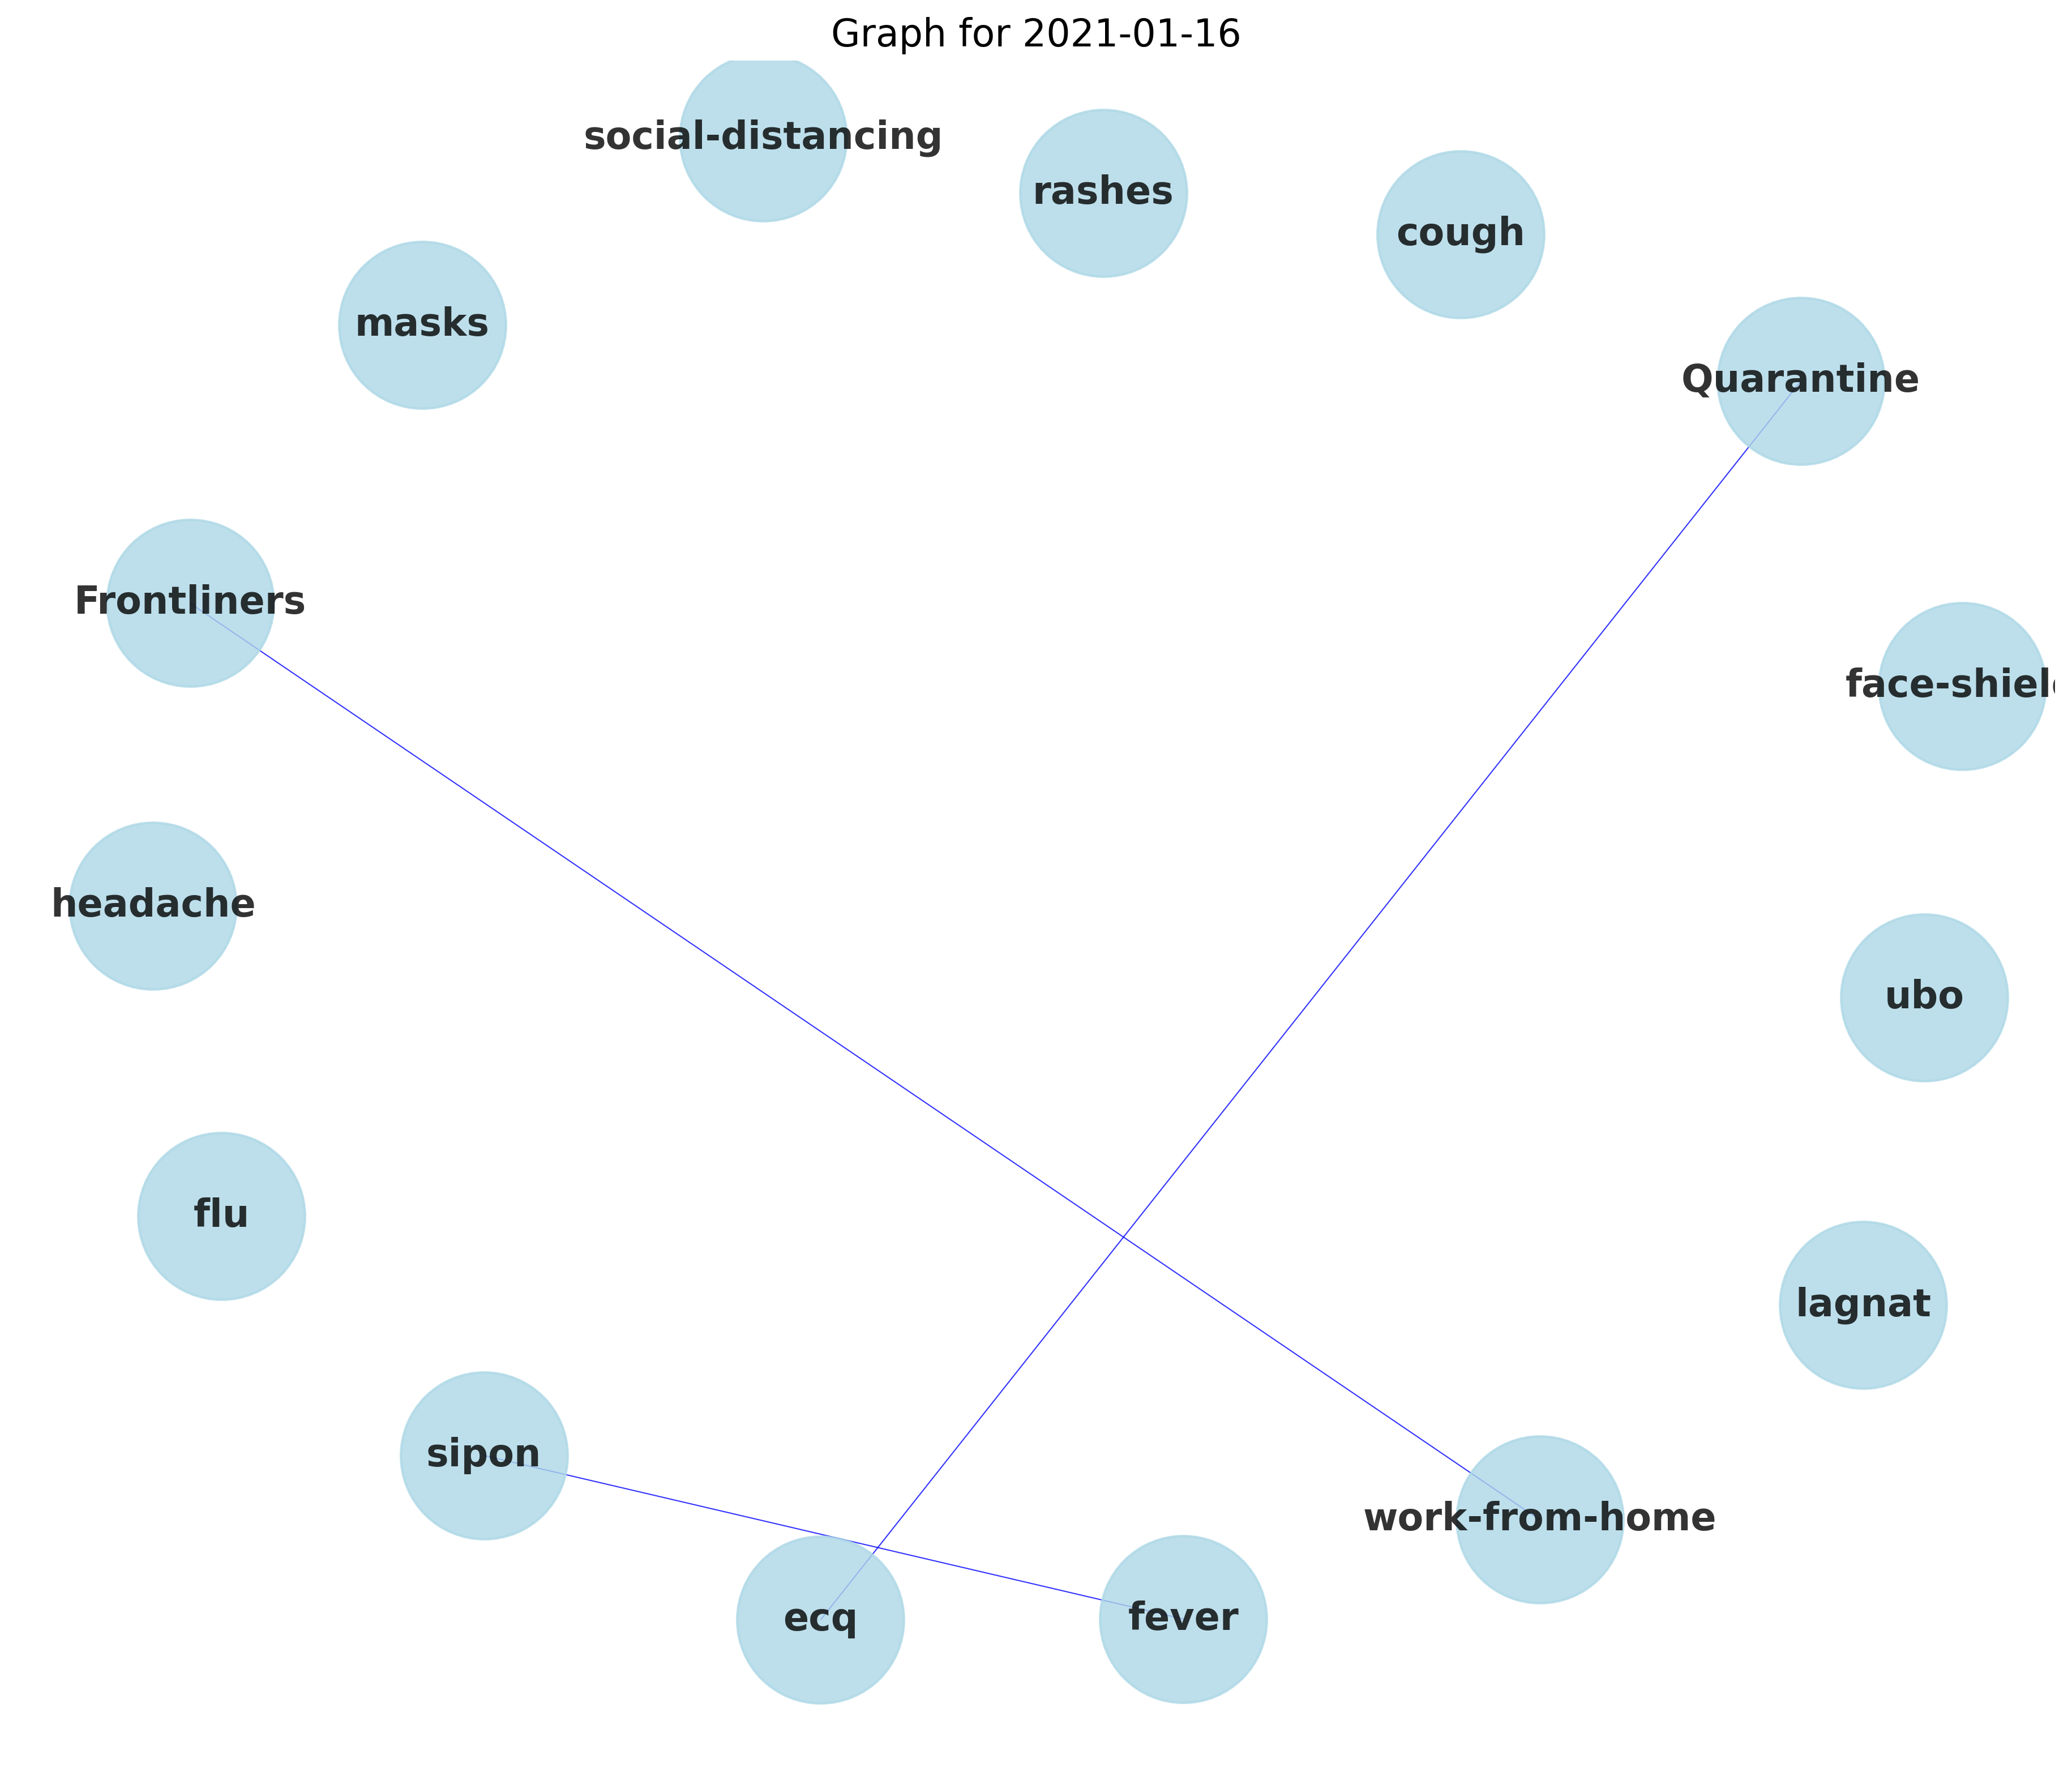 Graph for 2021-01-16
social-distancing
rashes
cough
masks
Quarantine
Frontliners
face-shiel
headache
ubo
flu
lagnat
sipon
work-from-home
ecq
fever